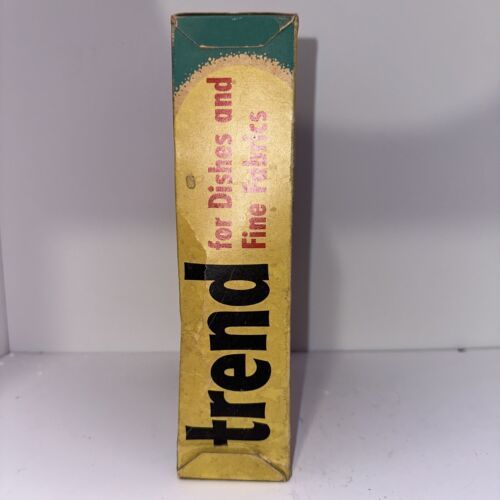 trend
for Dishes and
Fine Fabrics